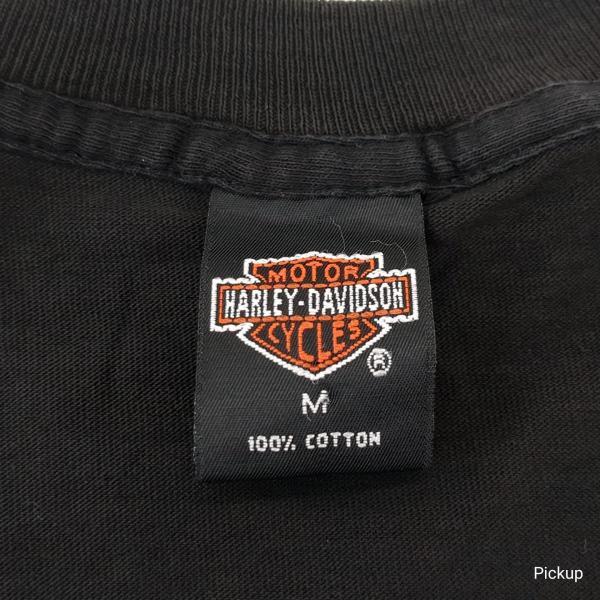 MOTOR
HARLEY-DAVIDSON
CYCLES
®
M
100% COTTON
Pickup